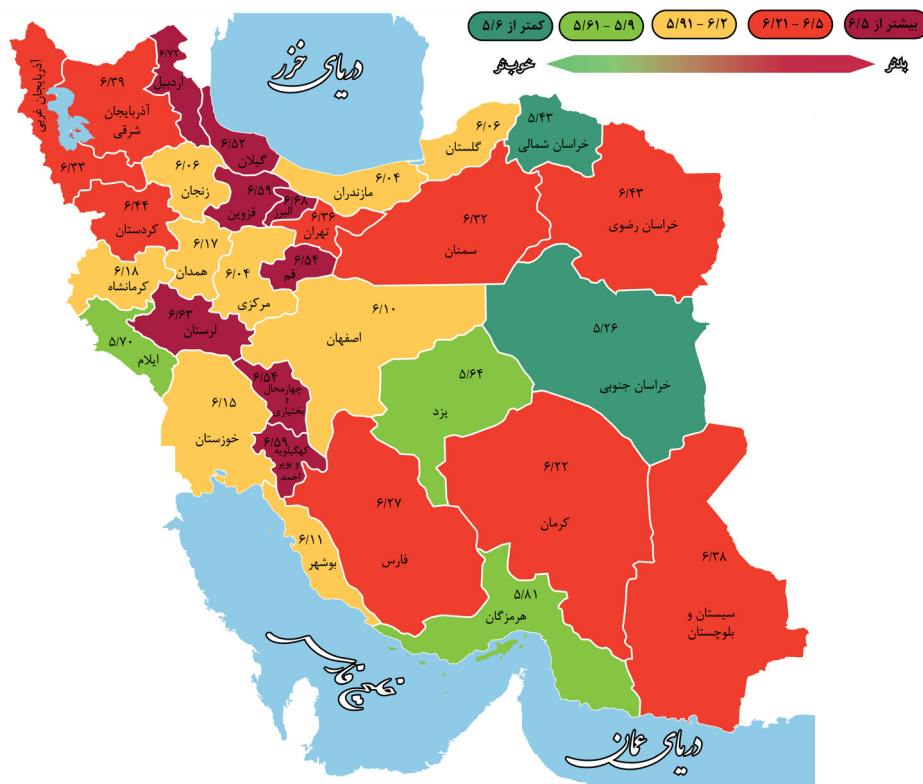 بیشتر از ۶/۵
۶/۲۱ - ۶/۵
۵/۹۱ - ۶/۲
۵/۶۱ - ۵/۹
کمتر از ۵/۶
بدتر
خوب‌تر
دریای خزر
۶/۷۲
اردبیل
۶/۳۹
آذربایجان
شرقی
آذربایجان غربی
۶/۳۳
۶/۵۲
گیلان
۶/۰۶
زنجان
۶/۵۹
قزوین
۶/۶۸
البرز
۶/۳۶
تهران
۶/۰۴
مازندران
۶/۰۶
گلستان
۵/۴۳
خراسان شمالی
۶/۴۳
خراسان رضوی
۶/۳۲
سمنان
۶/۴۴
کردستان
۶/۱۷
همدان
۶/۱۸
کرمانشاه
۶/۰۴
مرکزی
۶/۵۴
قم
۶/۶۳
لرستان
۵/۷۰
ایلام
۶/۱۰
اصفهان
۵/۲۶
خراسان جنوبی
۵/۶۴
یزد
۶/۵۴
چهارمحال
و
بختیاری
۶/۱۵
خوزستان
۶/۵۹
کهگیلویه
و بویر
احمد
۶/۲۷
فارس
۶/۲۲
کرمان
۶/۳۸
سیستان و
بلوچستان
۶/۱۱
بوشهر
۵/۸۱
هرمزگان
خلیج فارس
دریای عمان